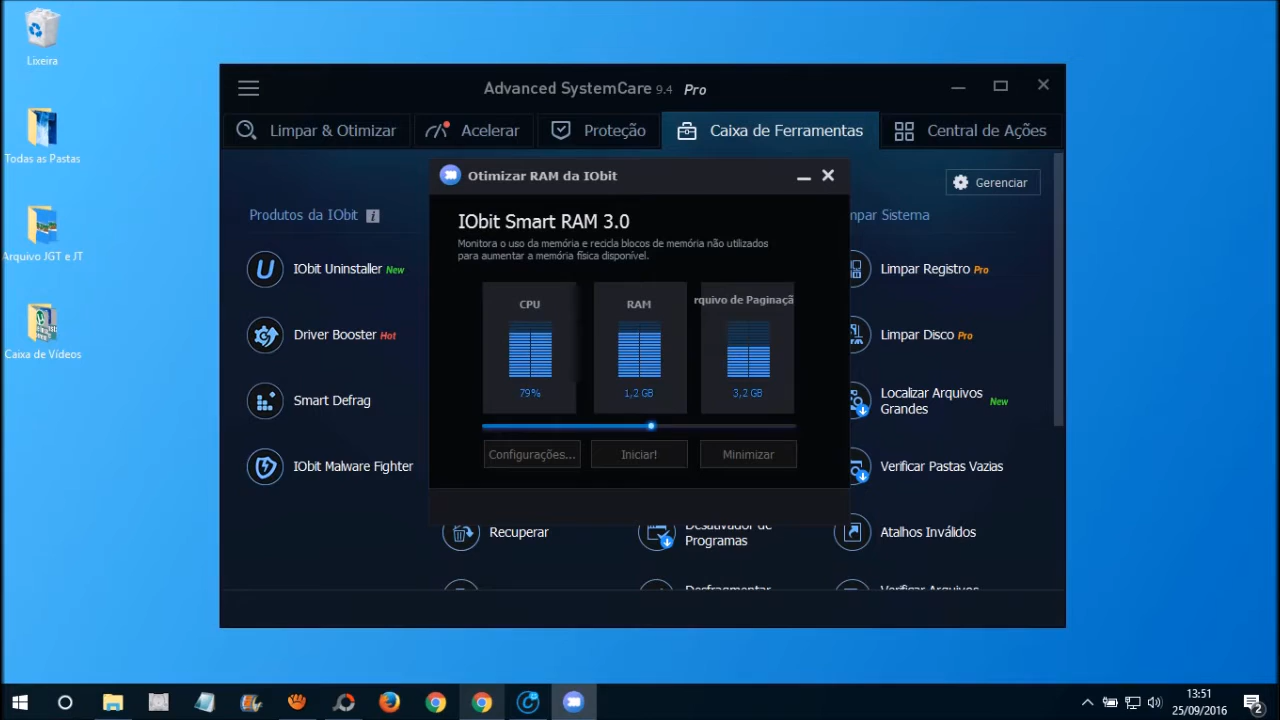 Lixeira
Todas as Pastas
Arquivo JGT e JT
Caixa de Vídeos
Advanced SystemCare 9.4 Pro
Limpar & Otimizar
Acelerar
Proteção
Caixa de Ferramentas
Central de Ações
Gerenciar
Produtos da IObit
IObit Uninstaller New
Driver Booster Hot
Smart Defrag
IObit Malware Fighter
Otimizar RAM da IObit
IObit Smart RAM 3.0
Monitora o uso da memória e recicla blocos de memória não utilizados
para aumentar a memória física disponível.
CPU
79%
RAM
1,2 GB
rquivo de Paginaçã
3,2 GB
Configurações...
Iniciar!
Minimizar
mpar Sistema
Limpar Registro Pro
Limpar Disco Pro
Localizar Arquivos
Grandes New
Verificar Pastas Vazias
Recuperar
Desativador de
Programas
Atalhos Inválidos
Desfragmentar
Verificar Arquivos
13:51
25/09/2016
2